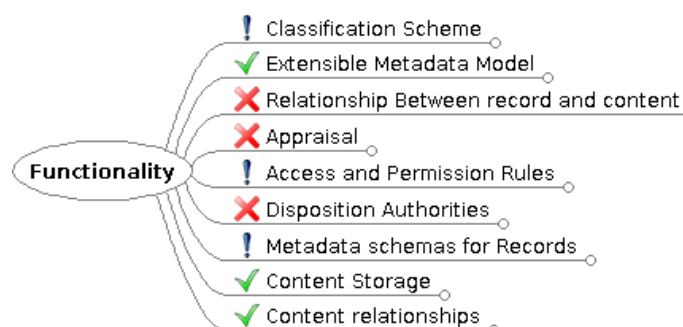 Classification Scheme
Extensible Metadata Model
Relationship Between record and content
Appraisal
Functionality
Access and Permission Rules
Disposition Authorities
Metadata schemas for Records
Content Storage
Content relationships